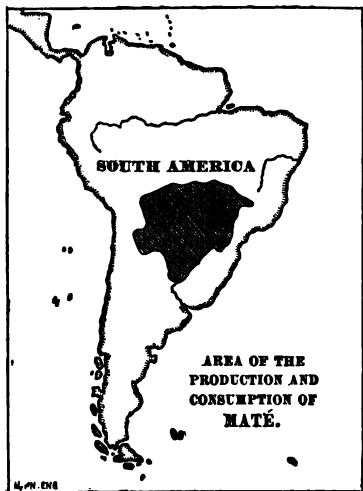 SOUTH AMERICA
AREA OF THE
PRODUCTION AND
CONSUMPTION OF
MATÉ.